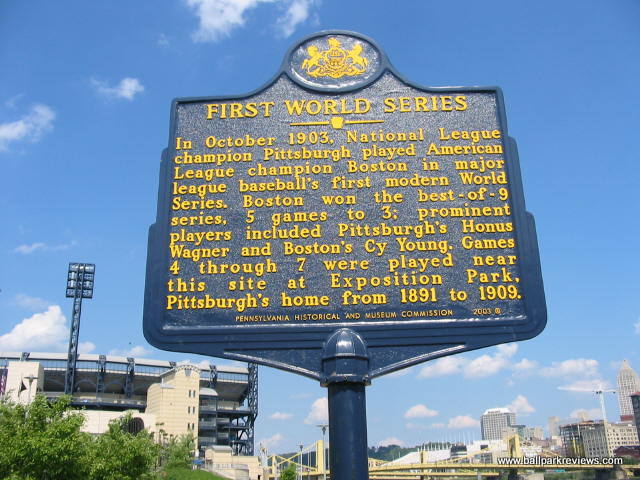 FIRST WORLD SERIES
In October 1903, National League
champion Pittsburgh played American
League champion Boston in major
league baseball's first modern World
Series. Boston won the best-of-9
series, 5 games to 3; prominent
players included Pittsburgh's Honus
Wagner and Boston's Cy Young. Games
4 through 7 were played near
this site at Exposition Park,
Pittsburgh's home from 1891 to 1909.
PENNSYLVANIA HISTORICAL AND MUSEUM COMMISSION 2003
www.ballparkreviews.com